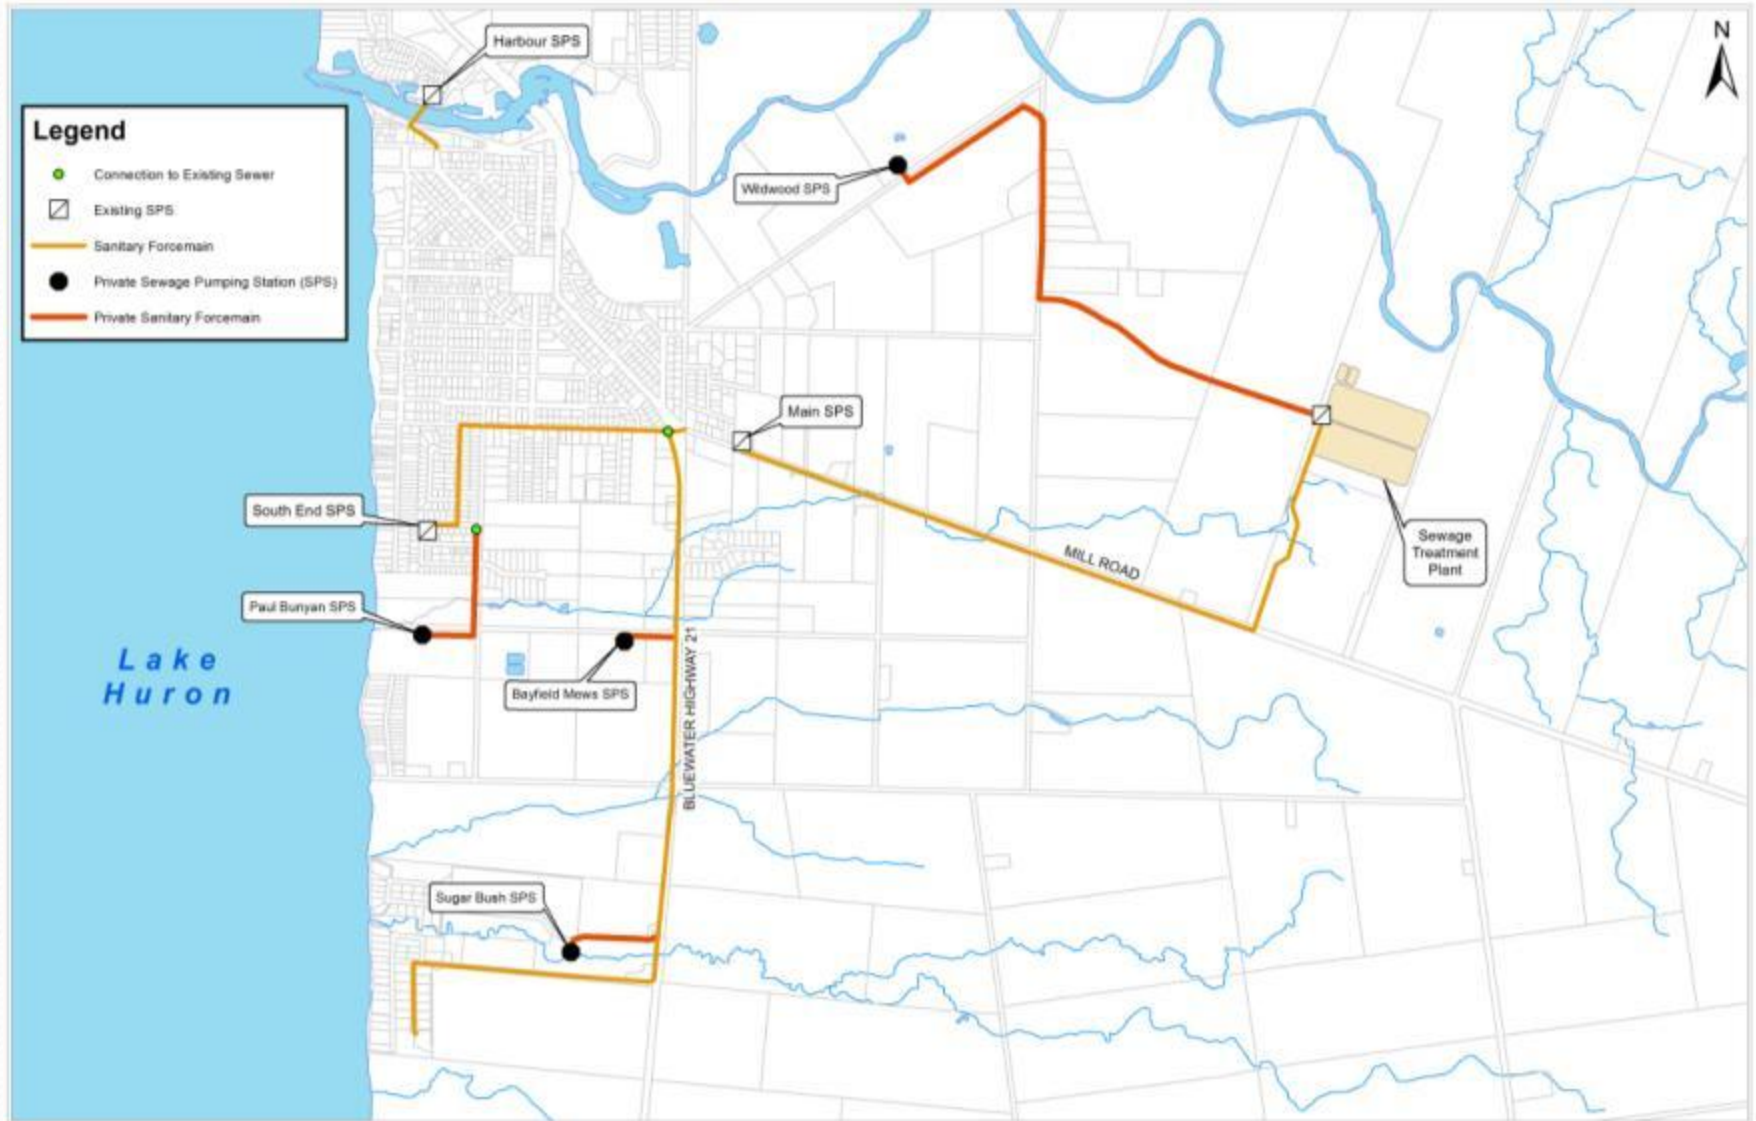 Harbour SPS
N
Legend
Connection to Existing Sewer
Existing SPS
Sanitary Forcemain
Private Sewage Pumping Station (SPS)
Private Sanitary Forcemain
Wildwood SPS
Main SPS
South End SPS
Sewage
Treatment
Plant
MILL ROAD
Paul Bunyan SPS
Lake
Huron
Bayfield Mews SPS
BLUEWATER HIGHWAY 21
Sugar Bush SPS